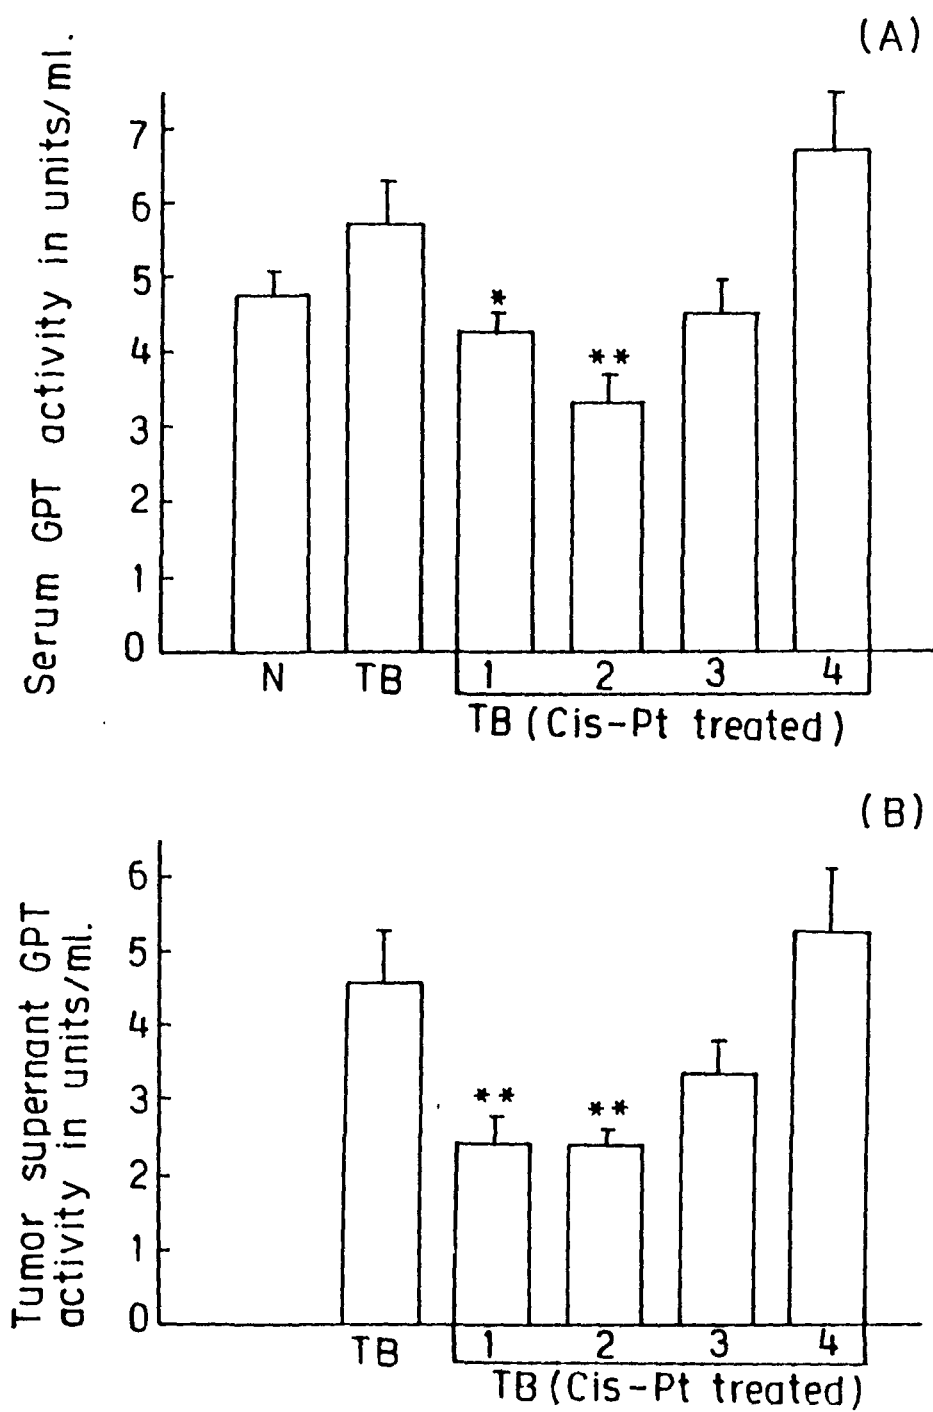 (A)
Serum GPT activity in units/ml.
7
6
5
4
3
2
1
0
*
**
N TB 1 2 3 4
TB (Cis-Pt treated)
(B)
Tumor supernant GPT
activity in units/ml.
6
5
4
3
2
1
0
** **
TB 1 2 3 4
TB (Cis-Pt treated)